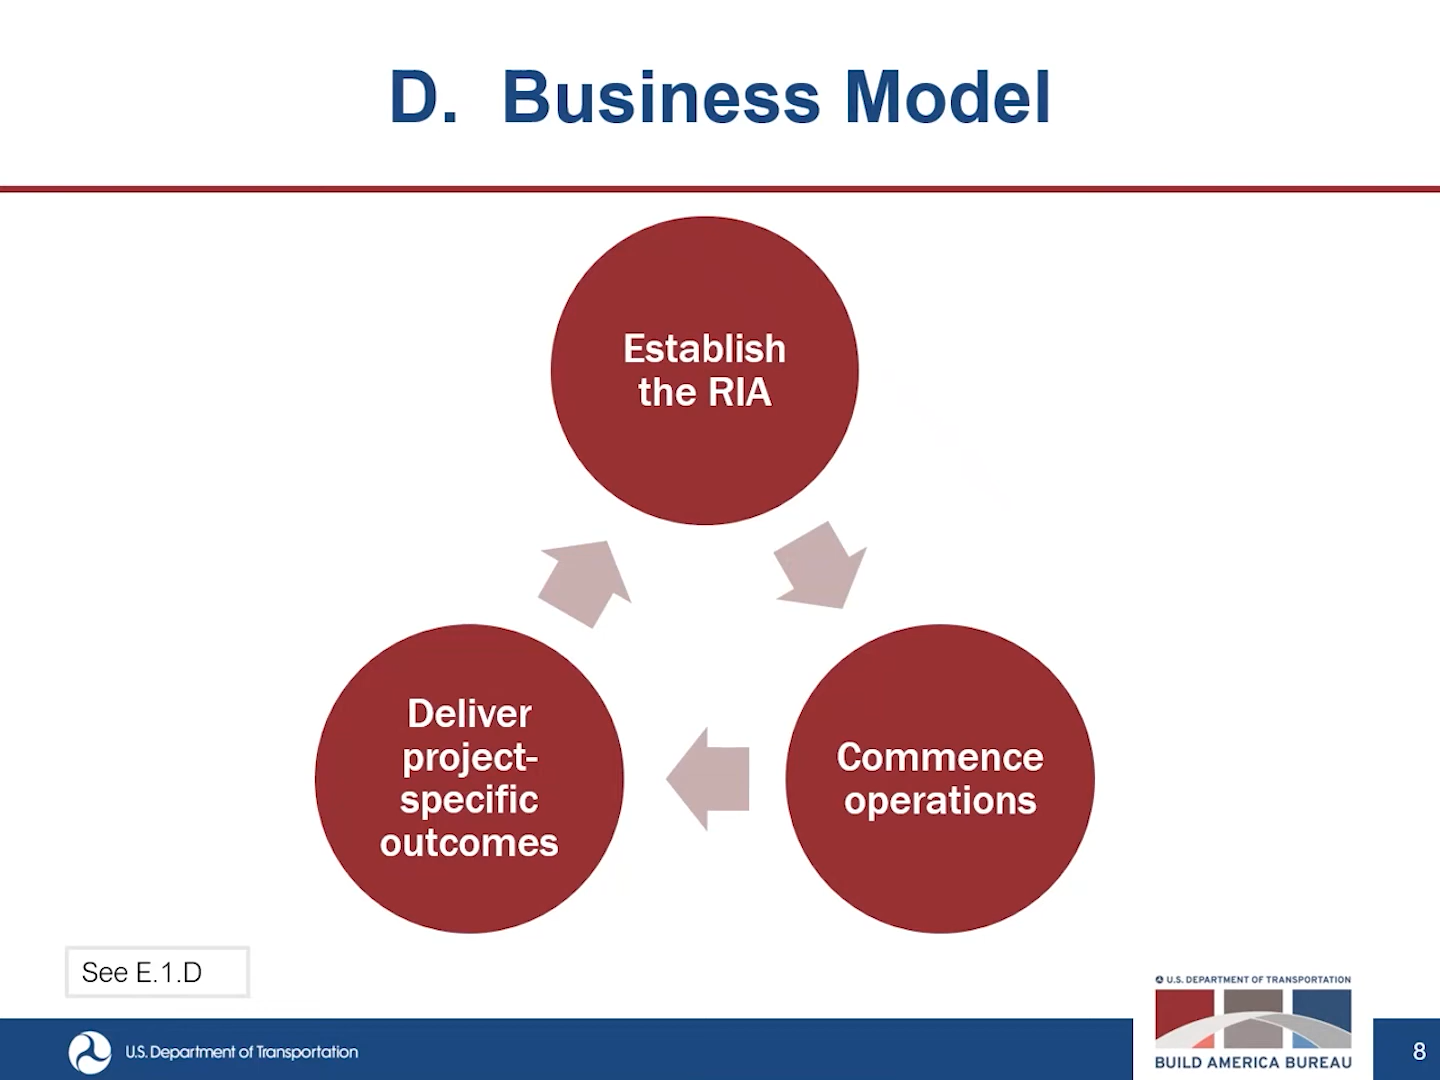 D. Business Model
Establish
the RIA
Commence
operations
Deliver
project-
specific
outcomes
See E.1.D
U.S. Department of Transportation
U.S. DEPARTMENT OF TRANSPORTATION
BUILD AMERICA BUREAU
8